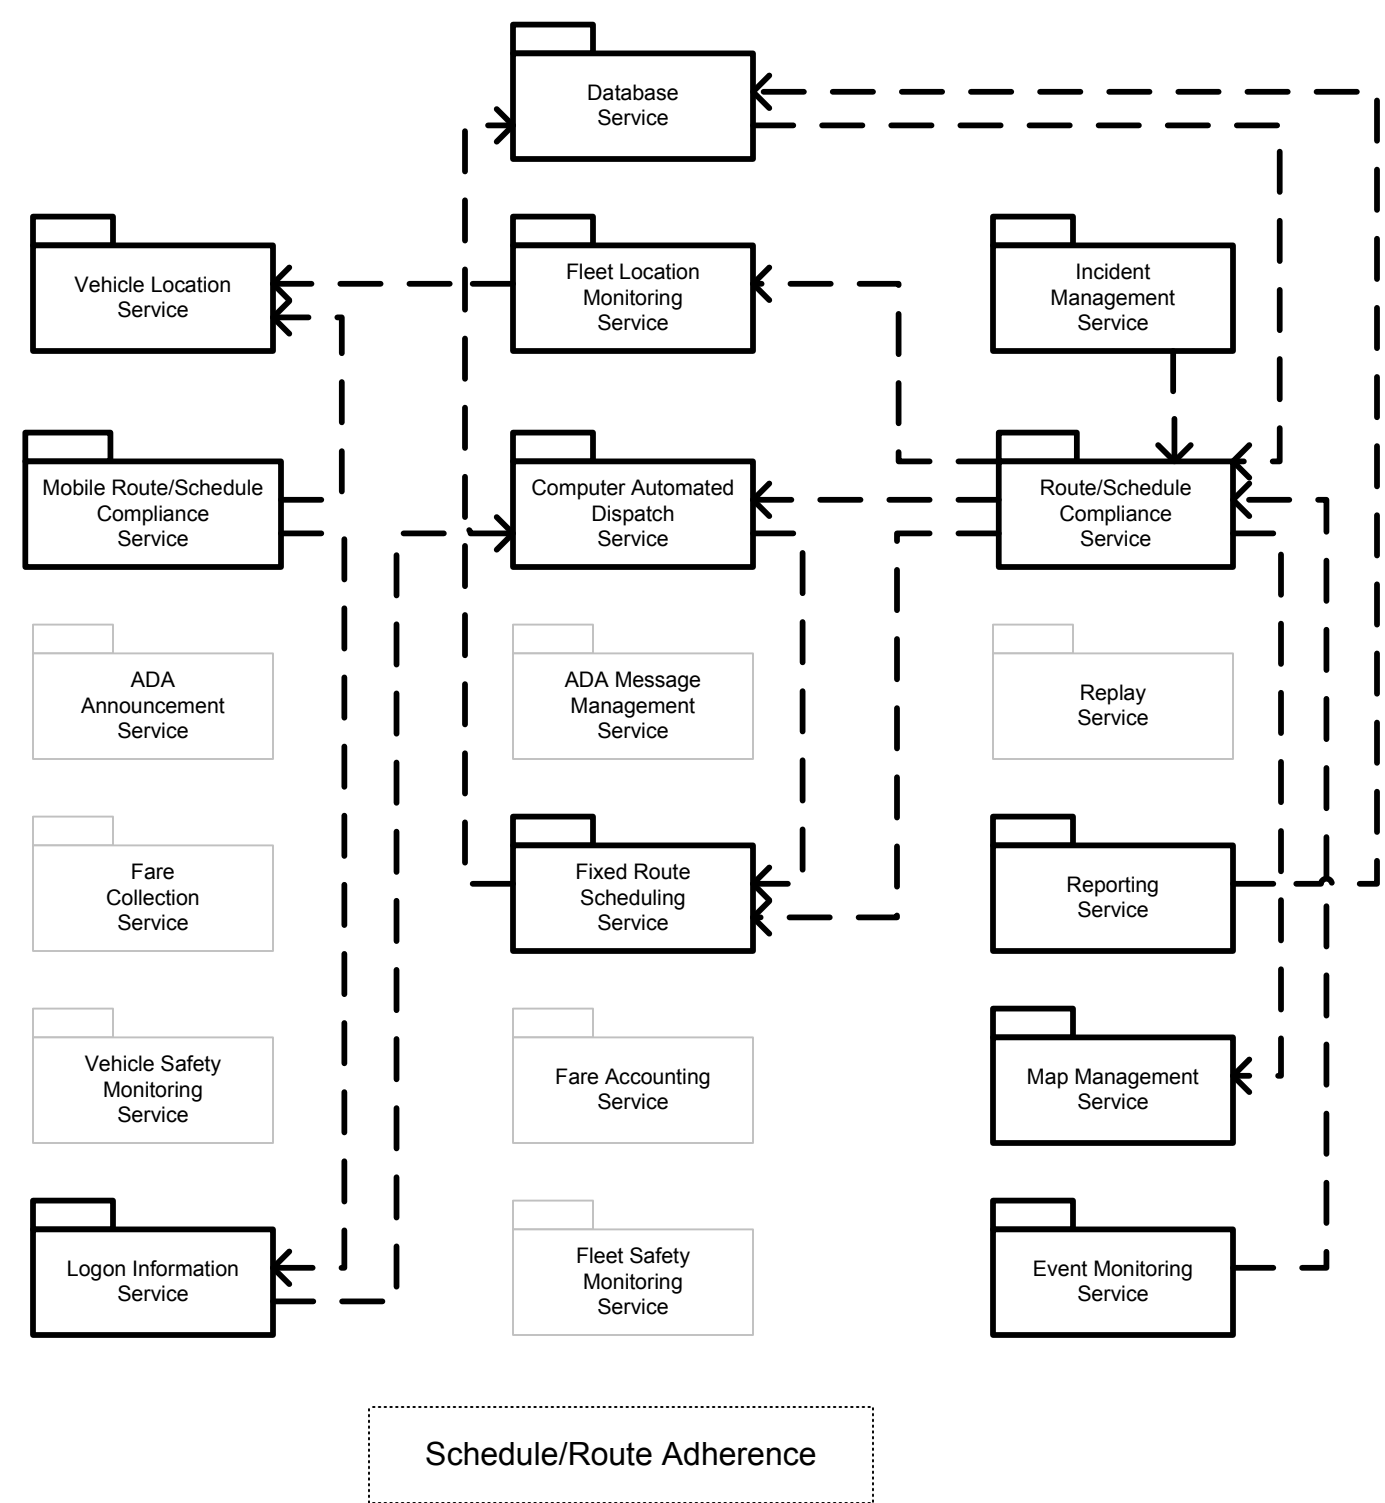 Database
Service
Vehicle Location
Service
Fleet Location
Monitoring
Service
Incident
Management
Service
Mobile Route/Schedule
Compliance
Service
Computer Automated
Dispatch
Service
Route/Schedule
Compliance
Service
ADA
Announcement
Service
ADA Message
Management
Service
Replay
Service
Fare
Collection
Service
Fixed Route
Scheduling
Service
Reporting
Service
Vehicle Safety
Monitoring
Service
Fare Accounting
Service
Map Management
Service
Logon Information
Service
Fleet Safety
Monitoring
Service
Event Monitoring
Service
Schedule/Route Adherence